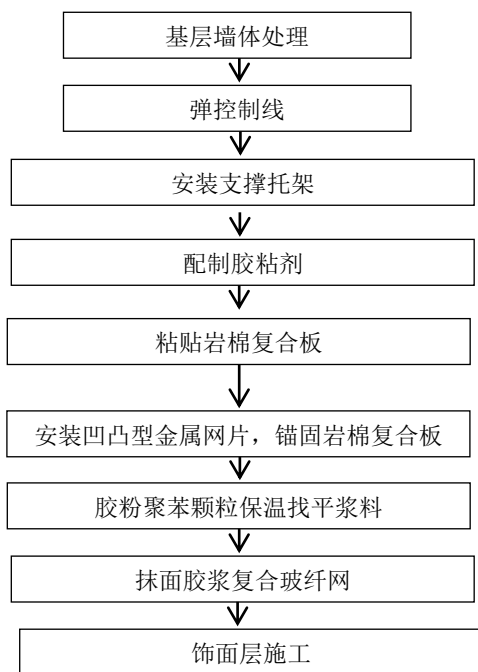 基层墙体处理
弹控制线
安装支撑托架
配制胶粘剂
粘贴岩棉复合板
安装凹凸型金属网片，锚固岩棉复合板
胶粉聚苯颗粒保温找平浆料
抹面胶浆复合玻纤网
饰面层施工